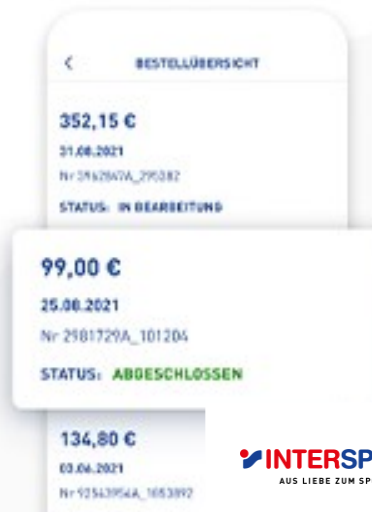 BESTELLÜBERSICHT
352,15 €
31.08.2021
STATUS: IN BEARBEITUNG
99,00 €
25.08.2021
Nr 2981729A_101204
STATUS: ABGESCHLOSSEN
134,80 €
03.06.2021
INTERSP
AUS LIEBE ZUM SP